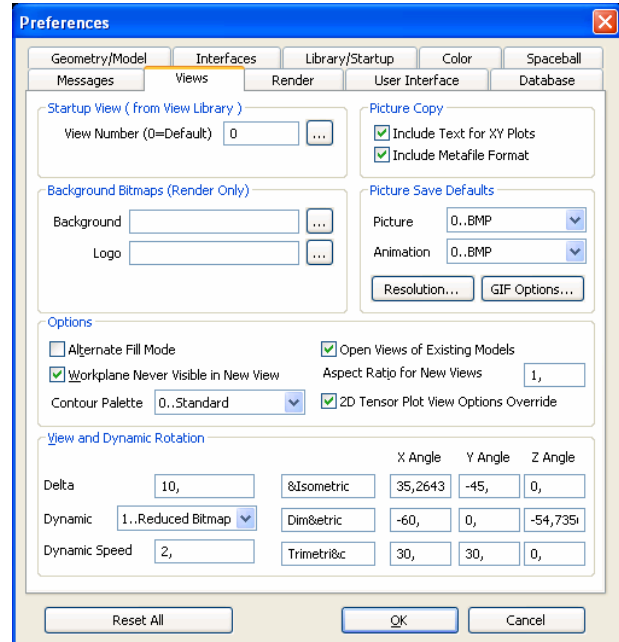 Preferences
Geometry/Model Interfaces Library/Startup Color Spaceball
Messages Views Render User Interface Database
Startup View ( from View Library )
View Number (0=Default) 0 ...
Picture Copy
Include Text for XY Plots
Include Metafile Format
Background Bitmaps (Render Only)
Background ...
Logo ...
Picture Save Defaults
Picture 0..BMP
Animation 0..BMP
Resolution... GIF Options...
Options
Alternate Fill Mode
Open Views of Existing Models
Workplane Never Visible in New View
Aspect Ratio for New Views 1,
Contour Palette 0..Standard
2D Tensor Plot View Options Override
View and Dynamic Rotation
X Angle Y Angle Z Angle
Delta 10, &Isometric 35,2643 -45, 0,
Dynamic 1..Reduced Bitmap Dim&etric -60, 0, -54,735
Dynamic Speed 2, Trimetri&c 30, 30, 0,
Reset All OK Cancel